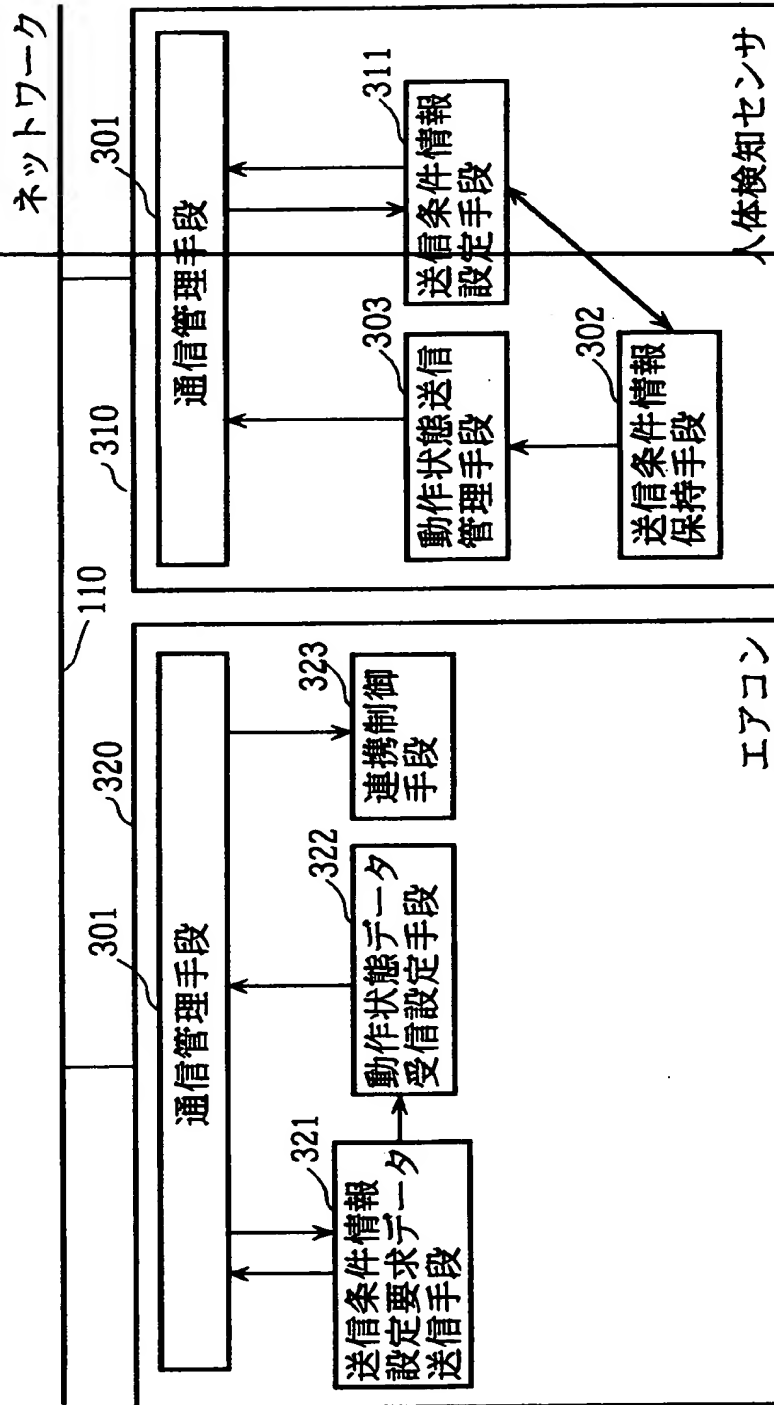 ネットワーク
110
320
301
通信管理手段
321
送信条件情報
設定要求データ
送信手段
322
動作状態データ
受信設定手段
323
連携制御
手段
エアコン
310
301
通信管理手段
303
動作状態送信
管理手段
311
送信条件情報
設定手段
302
送信条件情報
保持手段
人体検知センサ